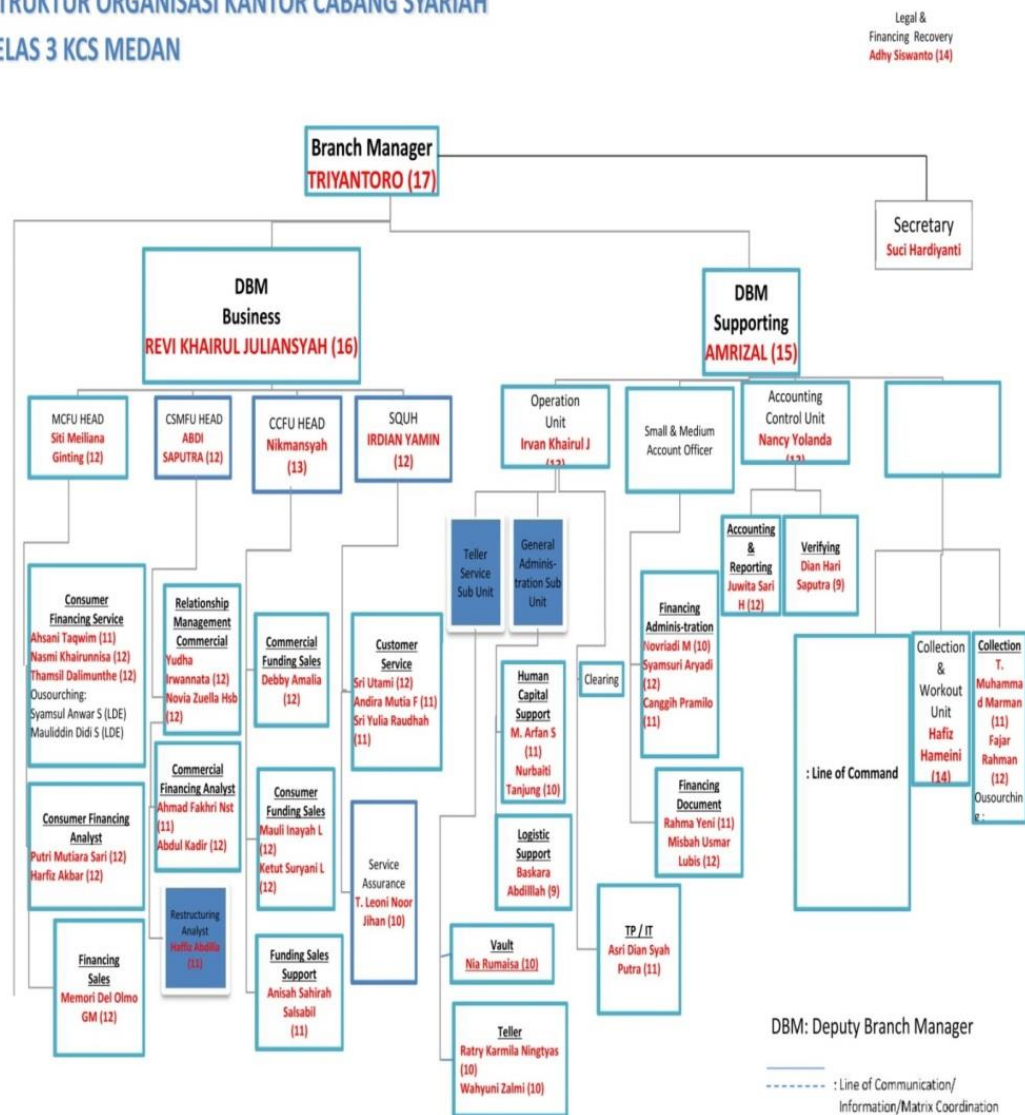 STRUKTUR ORGANISASI KANTOR CABANG SYARIAH
ELAS 3 KCS MEDAN
Legal &
Financing Recovery
Adhy Siswanto (14)
Branch Manager
TRIYANTORO (17)
Secretary
Suci Hardiyanti
DBM
Business
REVI KHAIRUL JULIANSYAH (16)
DBM
Supporting
AMRIZAL (15)
MCFU HEAD
Siti Meiliana
Ginting (12)
CSMFU HEAD
ABDI
SAPUTRA (12)
CCFU HEAD
Nikmansyah
(13)
SQUH
IRDIAN YAMIN
(12)
Operation
Unit
Irvan Khairul J
Small & Medium
Account Officer
Accounting
Control Unit
Nancy Yolanda
Teller
Service
Sub Unit
General
Adminis-
tration Sub
Unit
Accounting
&
Reporting
Juwita Sari
H (12)
Verifying
Dian Hari
Saputra (9)
Consumer
Financing Service
Ahsani Taqwim (11)
Nasmi Khairunnisa (12)
Thamsil Dalimunthe (12)
Ousourching:
Syamsul Anwar S (LDE)
Mauliddin Didi S (LDE)
Relationship
Management
Commercial
Yudha
Irwannata (12)
Novia Zuella Hsb
(12)
Commercial
Funding Sales
Debby Amalia
(12)
Customer
Service
Sri Utami (12)
Andira Mutia F (11)
Sri Yulia Raudhah
(11)
Human
Capital
Support
M. Arfan S
(11)
Nurbaiti
Tanjung (10)
Clearing
Financing
Adminis-tration
Novriadi M (10)
Syamsuri Aryadi
(12)
Canggih Pramilo
(11)
: Line of Command
Collection
&
Workout
Unit
Hafiz
Hameini
(14)
Collection
T.
Muhamma
d Marman
(11)
Fajar
Rahman
(12)
Ousourchin
g :
Consumer Financing
Analyst
Putri Mutiara Sari (12)
Harfiz Akbar (12)
Commercial
Financing Analyst
Ahmad Fakhri Nst
(11)
Abdul Kadir (12)
Consumer
Funding Sales
Mauli Inayah L
(12)
Ketut Suryani L
(12)
Service
Assurance
T. Leoni Noor
Jihan (10)
Logistic
Support
Baskara
Abdilllah (9)
Financing
Document
Rahma Yeni (11)
Misbah Usmar
Lubis (12)
Financing
Sales
Memori Del Olmo
GM (12)
Restructuring
Analyst
Haffiz Abdilla
(11)
Funding Sales
Support
Anisah Sahirah
Salsabil
(11)
Vault
Nia Rumaisa (10)
TP / IT
Asri Dian Syah
Putra (11)
Teller
Ratry Karmila Ningtyas
(10)
Wahyuni Zalmi (10)
DBM: Deputy Branch Manager
: Line of Communication/
Information/Matrix Coordination